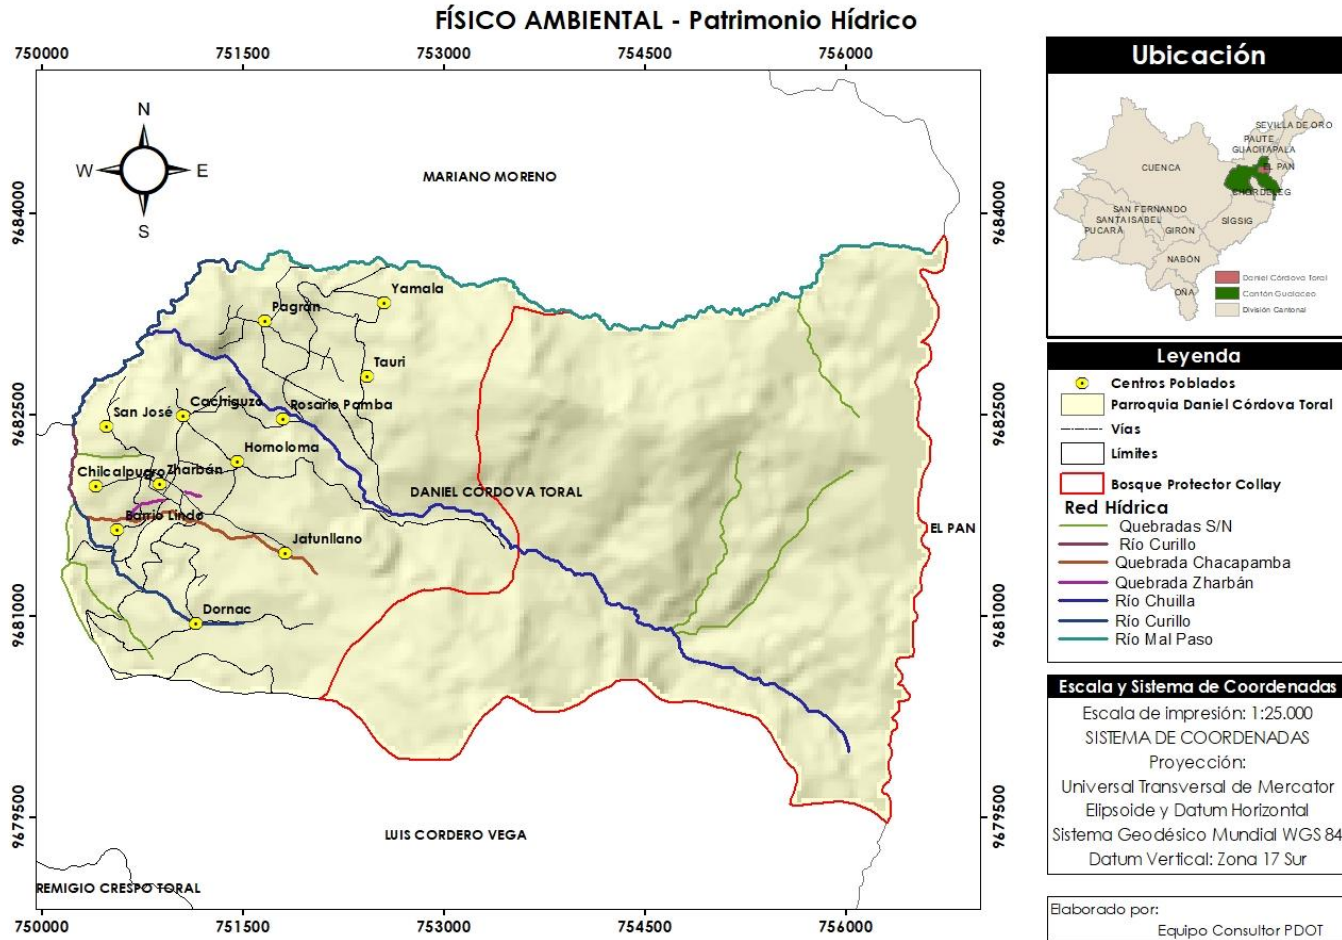 FÍSICO AMBIENTAL - Patrimonio Hídrico
750000
751500
753000
754500
756000
N
W
E
S
MARIANO MORENO
9684000
9684000
Yamala
Pagran
Tauri
9682500
9682500
San José
Cachiguzo
Rosario Pamba
Hornoloma
Chilcalpugro
Zharbán
DANIEL CÓRDOVA TORAL
Barrio Lindo
EL PAN
Jatunllano
Dornac
9681000
9681000
9679500
9679500
LUIS CORDERO VEGA
REMIGIO CRESPO TORAL
750000
751500
753000
754500
756000
Ubicación
SEVILLA DE ORO
PAUTE
GUACHAPALA
CUENCA
EL PAN
CHORDELEG
SAN FERNANDO
SANTA ISABEL
SÍGSIG
PUCARÁ
GIRÓN
NABÓN
OÑA
Daniel Córdova Toral
Cantón Gualaceo
División Cantonal
Leyenda
Centros Poblados
Parroquia Daniel Córdova Toral
Vías
Límites
Bosque Protector Collay
Red Hídrica
Quebradas S/N
Río Curillo
Quebrada Chacapamba
Quebrada Zharbán
Río Chuilla
Río Curillo
Río Mal Paso
Escala y Sistema de Coordenadas
Escala de impresión: 1:25.000
SISTEMA DE COORDENADAS
Proyección:
Universal Transversal de Mercator
Elipsoide y Datum Horizontal
Sistema Geodésico Mundial WGS 84
Datum Vertical: Zona 17 Sur
Elaborado por:
Equipo Consultor PDOT